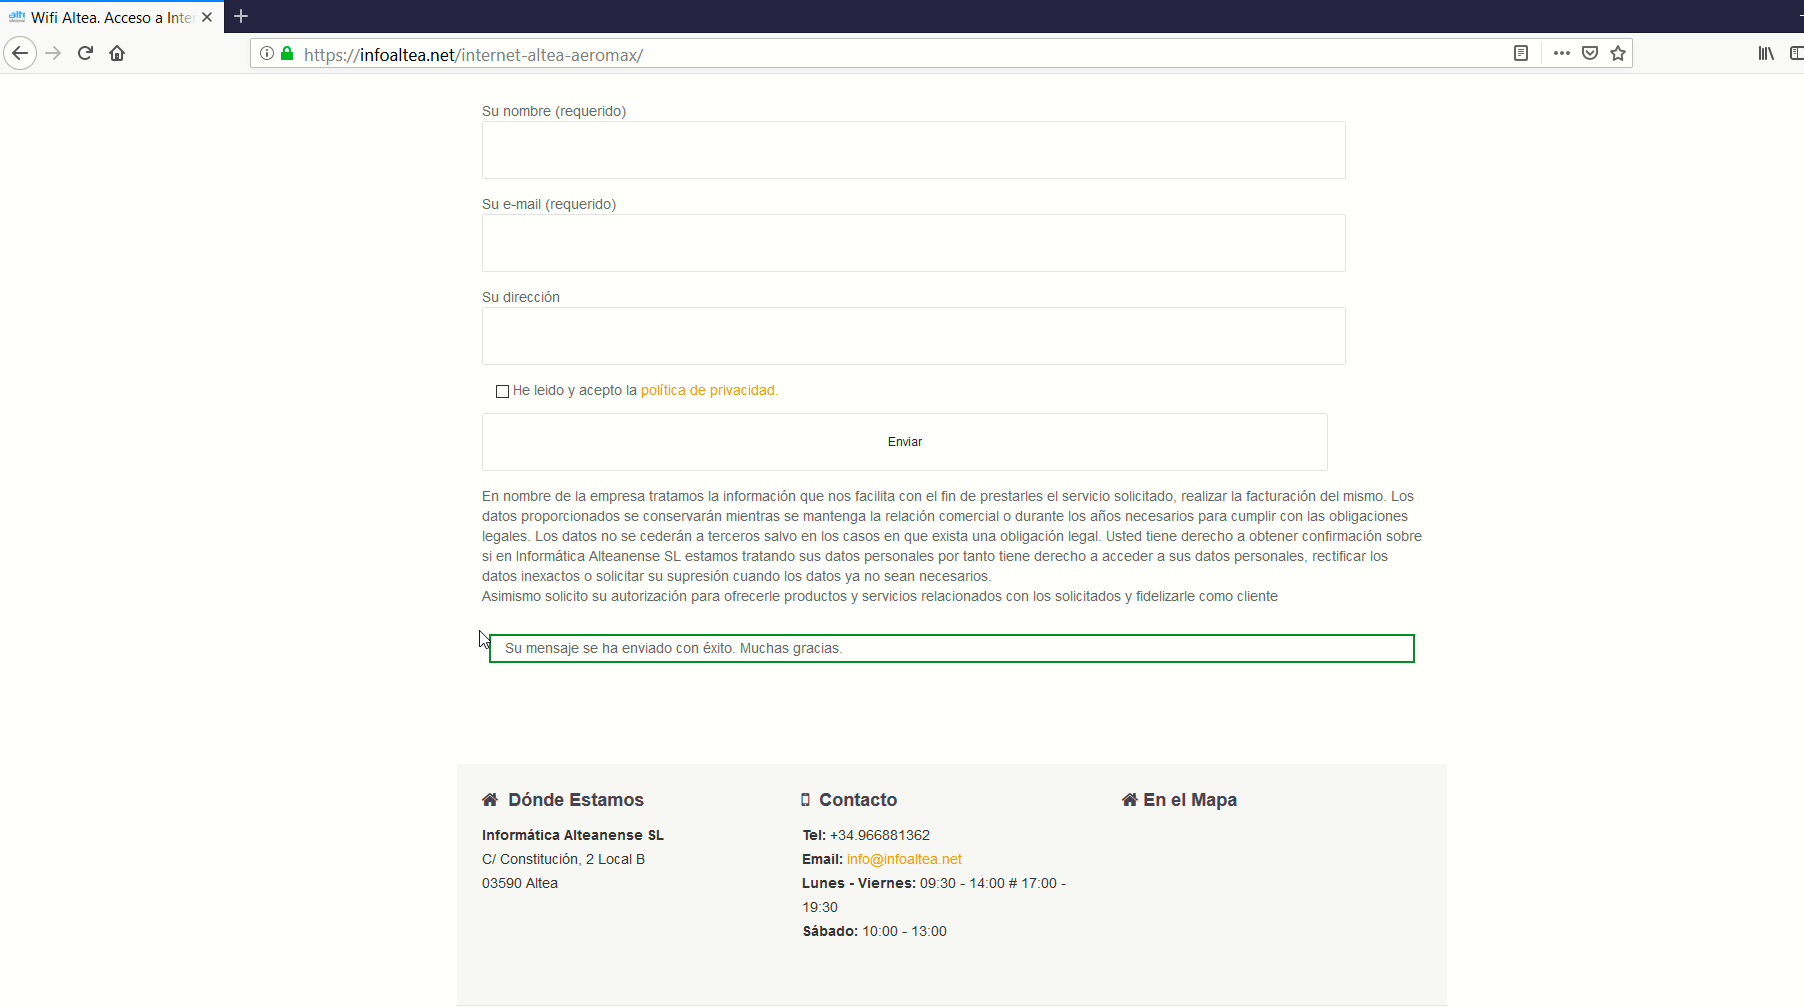 Wifi Altea. Acceso a Inte
https://infoaltea.net/internet-altea-aeromax/
Su nombre (requerido)
Su e-mail (requerido)
Su dirección
He leido y acepto la política de privacidad.
Enviar
En nombre de la empresa tratamos la información que nos facilita con el fin de prestarles el servicio solicitado, realizar la facturación del mismo. Los
datos proporcionados se conservarán mientras se mantenga la relación comercial o durante los años necesarios para cumplir con las obligaciones
legales. Los datos no se cederán a terceros salvo en los casos en que exista una obligación legal. Usted tiene derecho a obtener confirmación sobre
si en Informática Alteanense SL estamos tratando sus datos personales por tanto tiene derecho a acceder a sus datos personales, rectificar los
datos inexactos o solicitar su supresión cuando los datos ya no sean necesarios.
Asimismo solicito su autorización para ofrecerle productos y servicios relacionados con los solicitados y fidelizarle como cliente
Su mensaje se ha enviado con éxito. Muchas gracias.
Dónde Estamos
Informática Alteanense SL
C/ Constitución, 2 Local B
03590 Altea
Contacto
Tel: +34.966881362
Email: info@infoaltea.net
Lunes - Viernes: 09:30 - 14:00 # 17:00 -
19:30
Sábado: 10:00 - 13:00
En el Mapa